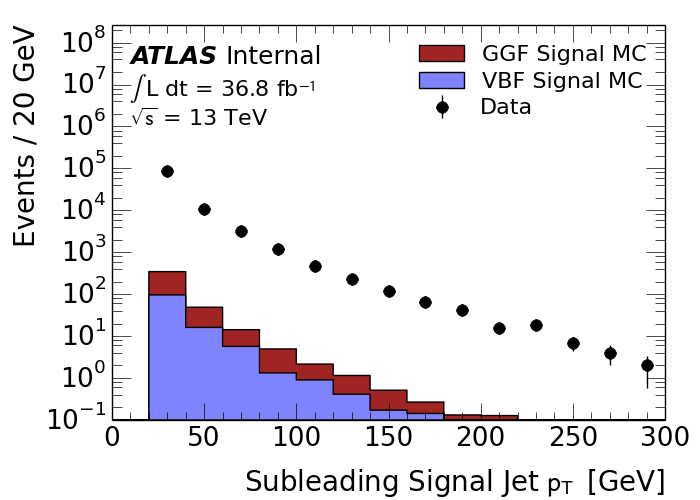 ATLAS Internal
∫L dt = 36.8 fb⁻¹
√s = 13 TeV
GGF Signal MC
VBF Signal MC
Data
Events / 20 GeV
10⁸
10⁷
10⁶
10⁵
10⁴
10³
10²
10¹
10⁰
10⁻¹
0 50 100 150 200 250 300
Subleading Signal Jet p_T [GeV]